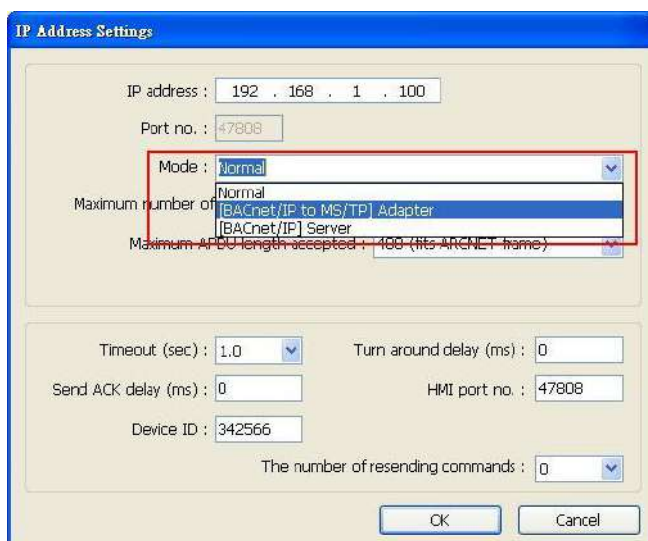 IP Address Settings
IP address : 192 . 168 . 1 . 100
Port no. : 47808
Mode : Normal
Normal
Maximum number of
[BACnet/IP to MS/TP] Adapter
[BACnet/IP] Server
Maximum APDU length accepted : 480 (fits ARCNET frame)
Timeout (sec) : 1.0
Turn around delay (ms) : 0
Send ACK delay (ms) : 0
HMI port no. : 47808
Device ID : 342566
The number of resending commands : 0
OK
Cancel